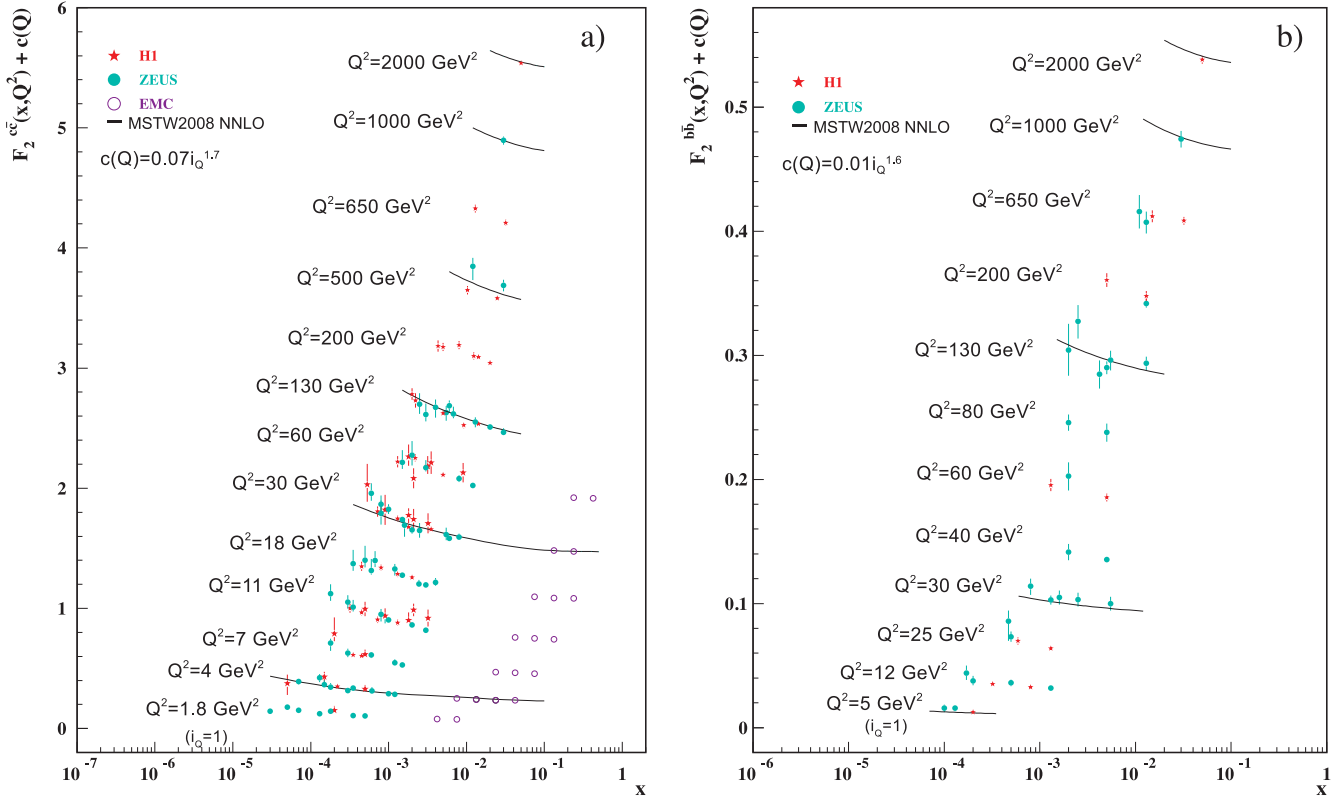 a)
F₂ᶜᶜ̄(x,Q²) + c(Q)
H1
ZEUS
EMC
MSTW2008 NNLO
c(Q)=0.07i_Q^1.7
Q²=2000 GeV²
Q²=1000 GeV²
Q²=650 GeV²
Q²=500 GeV²
Q²=200 GeV²
Q²=130 GeV²
Q²=60 GeV²
Q²=30 GeV²
Q²=18 GeV²
Q²=11 GeV²
Q²=7 GeV²
Q²=4 GeV²
Q²=1.8 GeV²
(i_Q=1)
6
5
4
3
2
1
0
10⁻⁷ 10⁻⁶ 10⁻⁵ 10⁻⁴ 10⁻³ 10⁻² 10⁻¹ 1
x
b)
F₂ᵇᵇ̄(x,Q²) + c(Q)
H1
ZEUS
MSTW2008 NNLO
c(Q)=0.01i_Q^1.6
Q²=2000 GeV²
Q²=1000 GeV²
Q²=650 GeV²
Q²=200 GeV²
Q²=130 GeV²
Q²=80 GeV²
Q²=60 GeV²
Q²=40 GeV²
Q²=30 GeV²
Q²=25 GeV²
Q²=12 GeV²
Q²=5 GeV²
(i_Q=1)
0.5
0.4
0.3
0.2
0.1
0
10⁻⁶ 10⁻⁵ 10⁻⁴ 10⁻³ 10⁻² 10⁻¹ 1
x